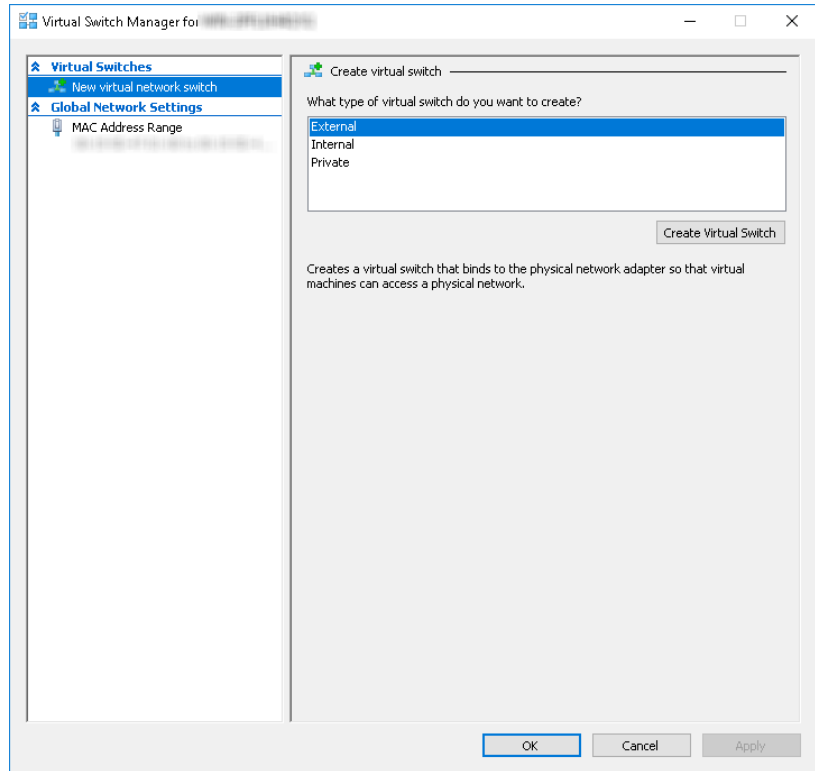 Virtual Switch Manager for
Virtual Switches
New virtual network switch
Global Network Settings
MAC Address Range
Create virtual switch
What type of virtual switch do you want to create?
External
Internal
Private
Create Virtual Switch
Creates a virtual switch that binds to the physical network adapter so that virtual
machines can access a physical network.
OK
Cancel
Apply